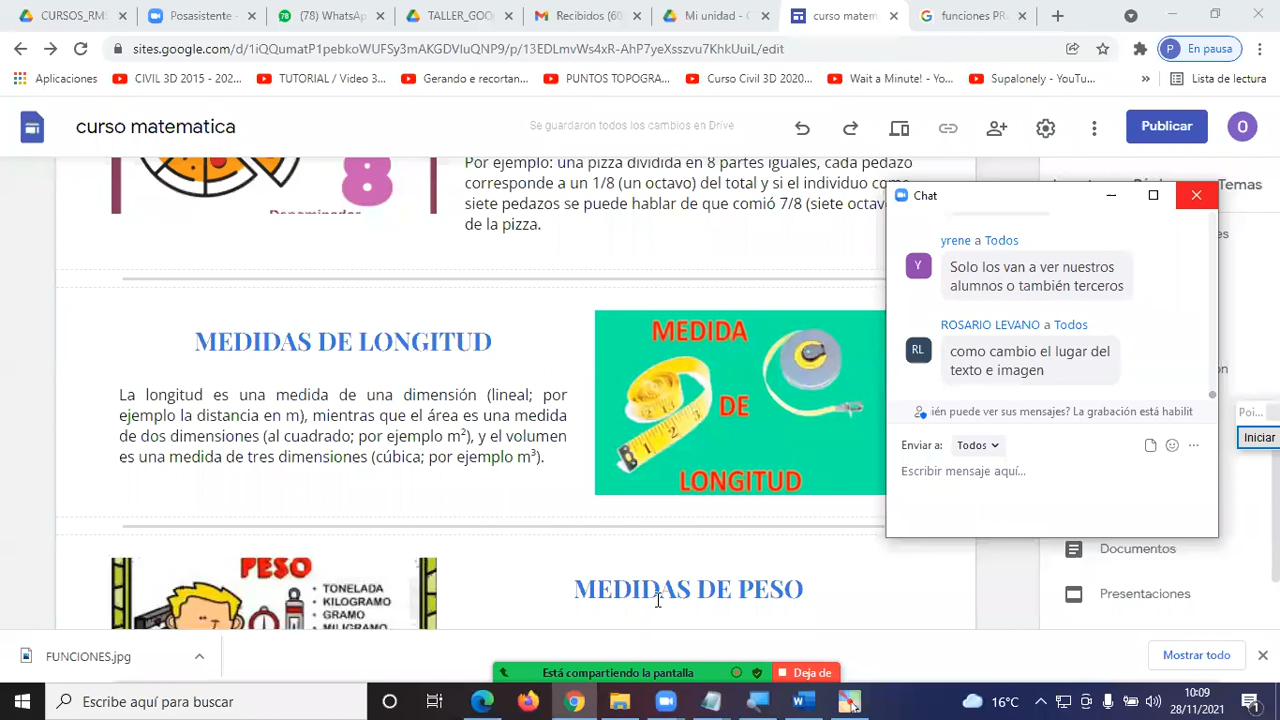 CURSOS_
Posasistente -
(78) WhatsAp
TALLER_GOO
Recibidos (60
Mi unidad - G
curso matem
funciones PR
sites.google.com/d/1iQQumatP1pebkoWUFSy3mAKGDVluQNP9/p/13EDLmvWs4xR-AhP7yeXsszvu7KhkUuiL/edit
P En pausa
Aplicaciones
CIVIL 3D 2015 - 202...
TUTORIAL / Video 3...
Gerando e recortan...
PUNTOS TOPOGRA...
Curso Civil 3D 2020...
Wait a Minute! - Yo...
Supalonely - YouTu...
»
Lista de lectura
curso matematica
Se guardaron todos los cambios en Drive
Publicar
O
Temas
8
Por ejemplo: una pizza dividida en 8 partes iguales, cada pedazo
corresponde a un 1/8 (un octavo) del total y si el individuo com
siete pedazos se puede hablar de que comió 7/8 (siete octav
de la pizza.
Denominador
MEDIDAS DE LONGITUD
La longitud es una medida de una dimensión (lineal; por
ejemplo la distancia en m), mientras que el área es una medida
de dos dimensiones (al cuadrado; por ejemplo m²), y el volumen
es una medida de tres dimensiones (cúbica; por ejemplo m³).
MEDIDA
DE
LONGITUD
PESO
• TONELADA
• KILOGRAMO
• GRAMO
• MILIGRAMO
MEDIDAS DE PESO
Chat
yrene a Todos
Y
Solo los van a ver nuestros
alumnos o también terceros
ROSARIO LEVANO a Todos
RL
como cambio el lugar del
texto e imagen
ién puede ver sus mensajes? La grabación está habilit
Enviar a: Todos
Escribir mensaje aquí...
Poi...
Iniciar
Documentos
Presentaciones
FUNCIONES.jpg
Mostrar todo
Está compartiendo la pantalla
Deja de
Escribe aquí para buscar
16°C
10:09
28/11/2021
1